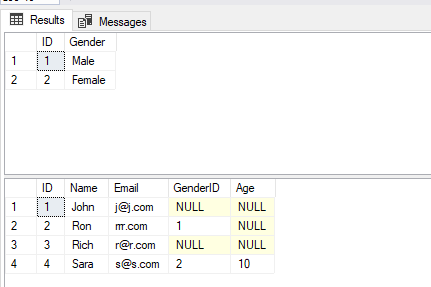 Results Messages
ID Gender
1 1 Male
2 2 Female
ID Name Email GenderID Age
1 1 John j@j.com NULL NULL
2 2 Ron rrr.com 1 NULL
3 3 Rich r@r.com NULL NULL
4 4 Sara s@s.com 2 10